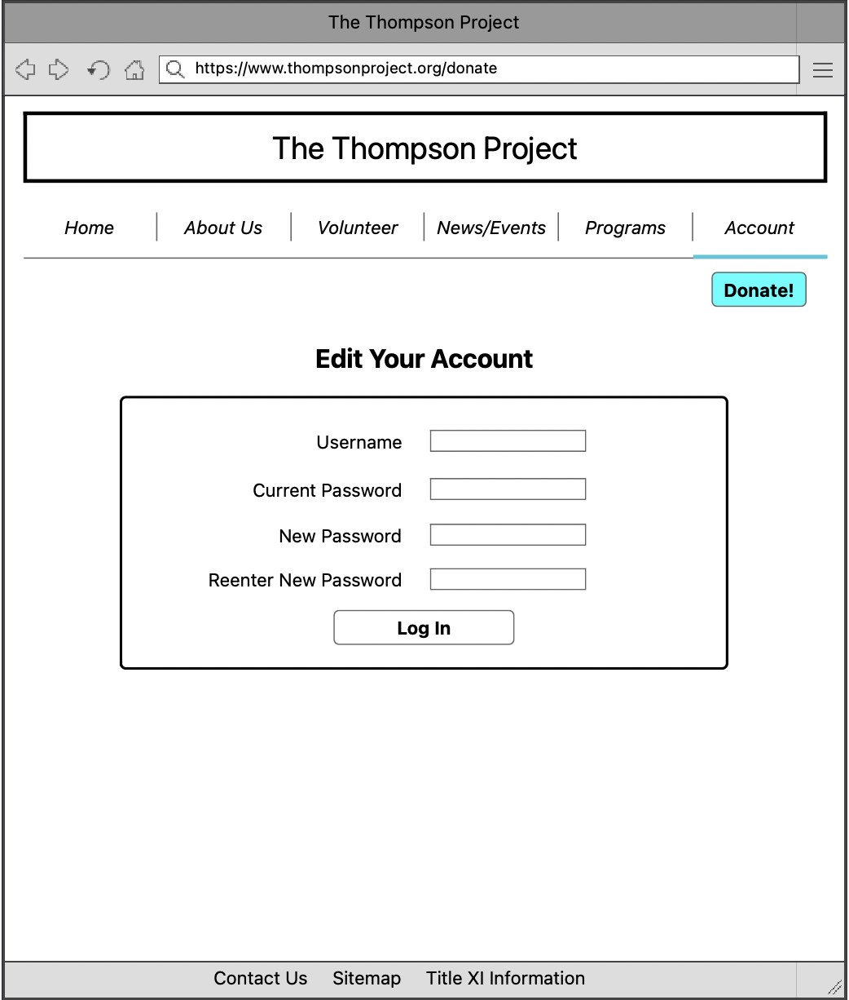 The Thompson Project
https://www.thompsonproject.org/donate
The Thompson Project
Home About Us Volunteer News/Events Programs Account
Donate!
Edit Your Account
Username
Current Password
New Password
Reenter New Password
Log In
Contact Us Sitemap Title XI Information